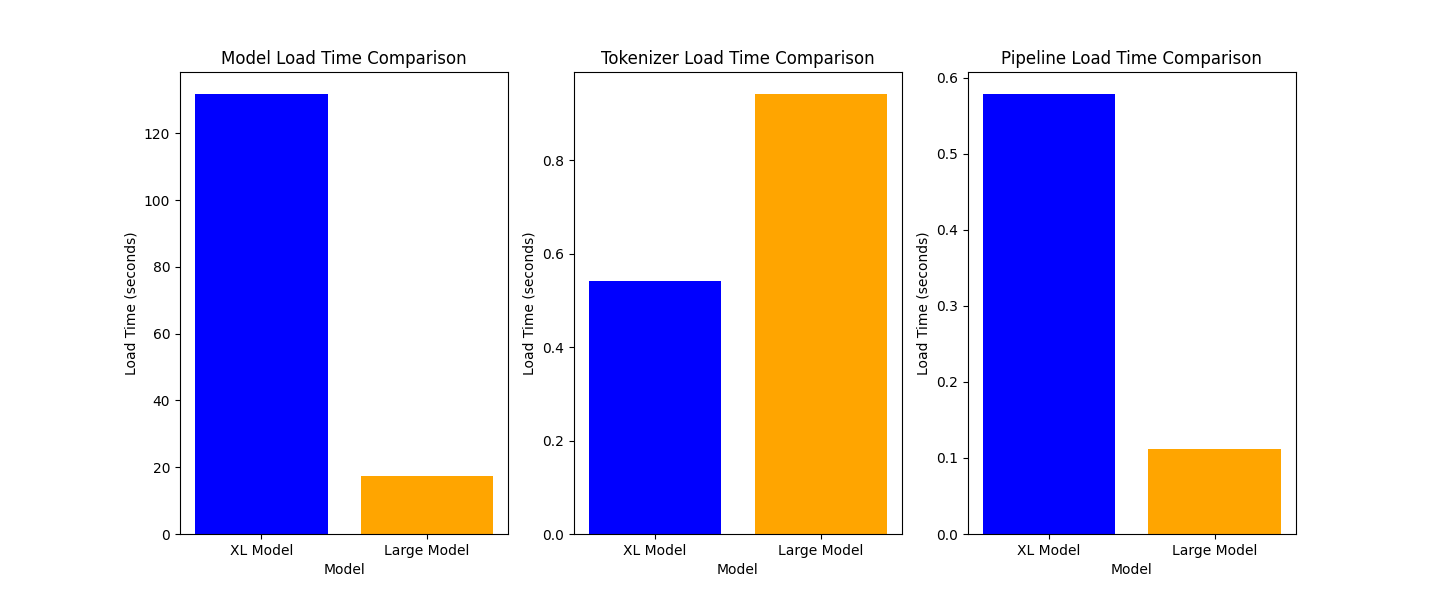 Model Load Time Comparison
Load Time (seconds)
120
100
80
60
40
20
0
XL Model
Large Model
Model
Tokenizer Load Time Comparison
Load Time (seconds)
0.8
0.6
0.4
0.2
0.0
XL Model
Large Model
Model
Pipeline Load Time Comparison
Load Time (seconds)
0.6
0.5
0.4
0.3
0.2
0.1
0.0
XL Model
Large Model
Model